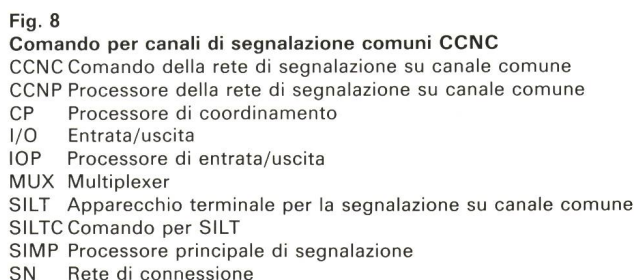 Fig. 8
Comando per canali di segnalazione comuni CCNC
CCNC Comando della rete di segnalazione su canale comune
CCNP Processore della rete di segnalazione su canale comune
CP Processore di coordinamento
I/O Entrata/uscita
IOP Processore di entrata/uscita
MUX Multiplexer
SILT Apparecchio terminale per la segnalazione su canale comune
SILTC Comando per SILT
SIMP Processore principale di segnalazione
SN Rete di connessione